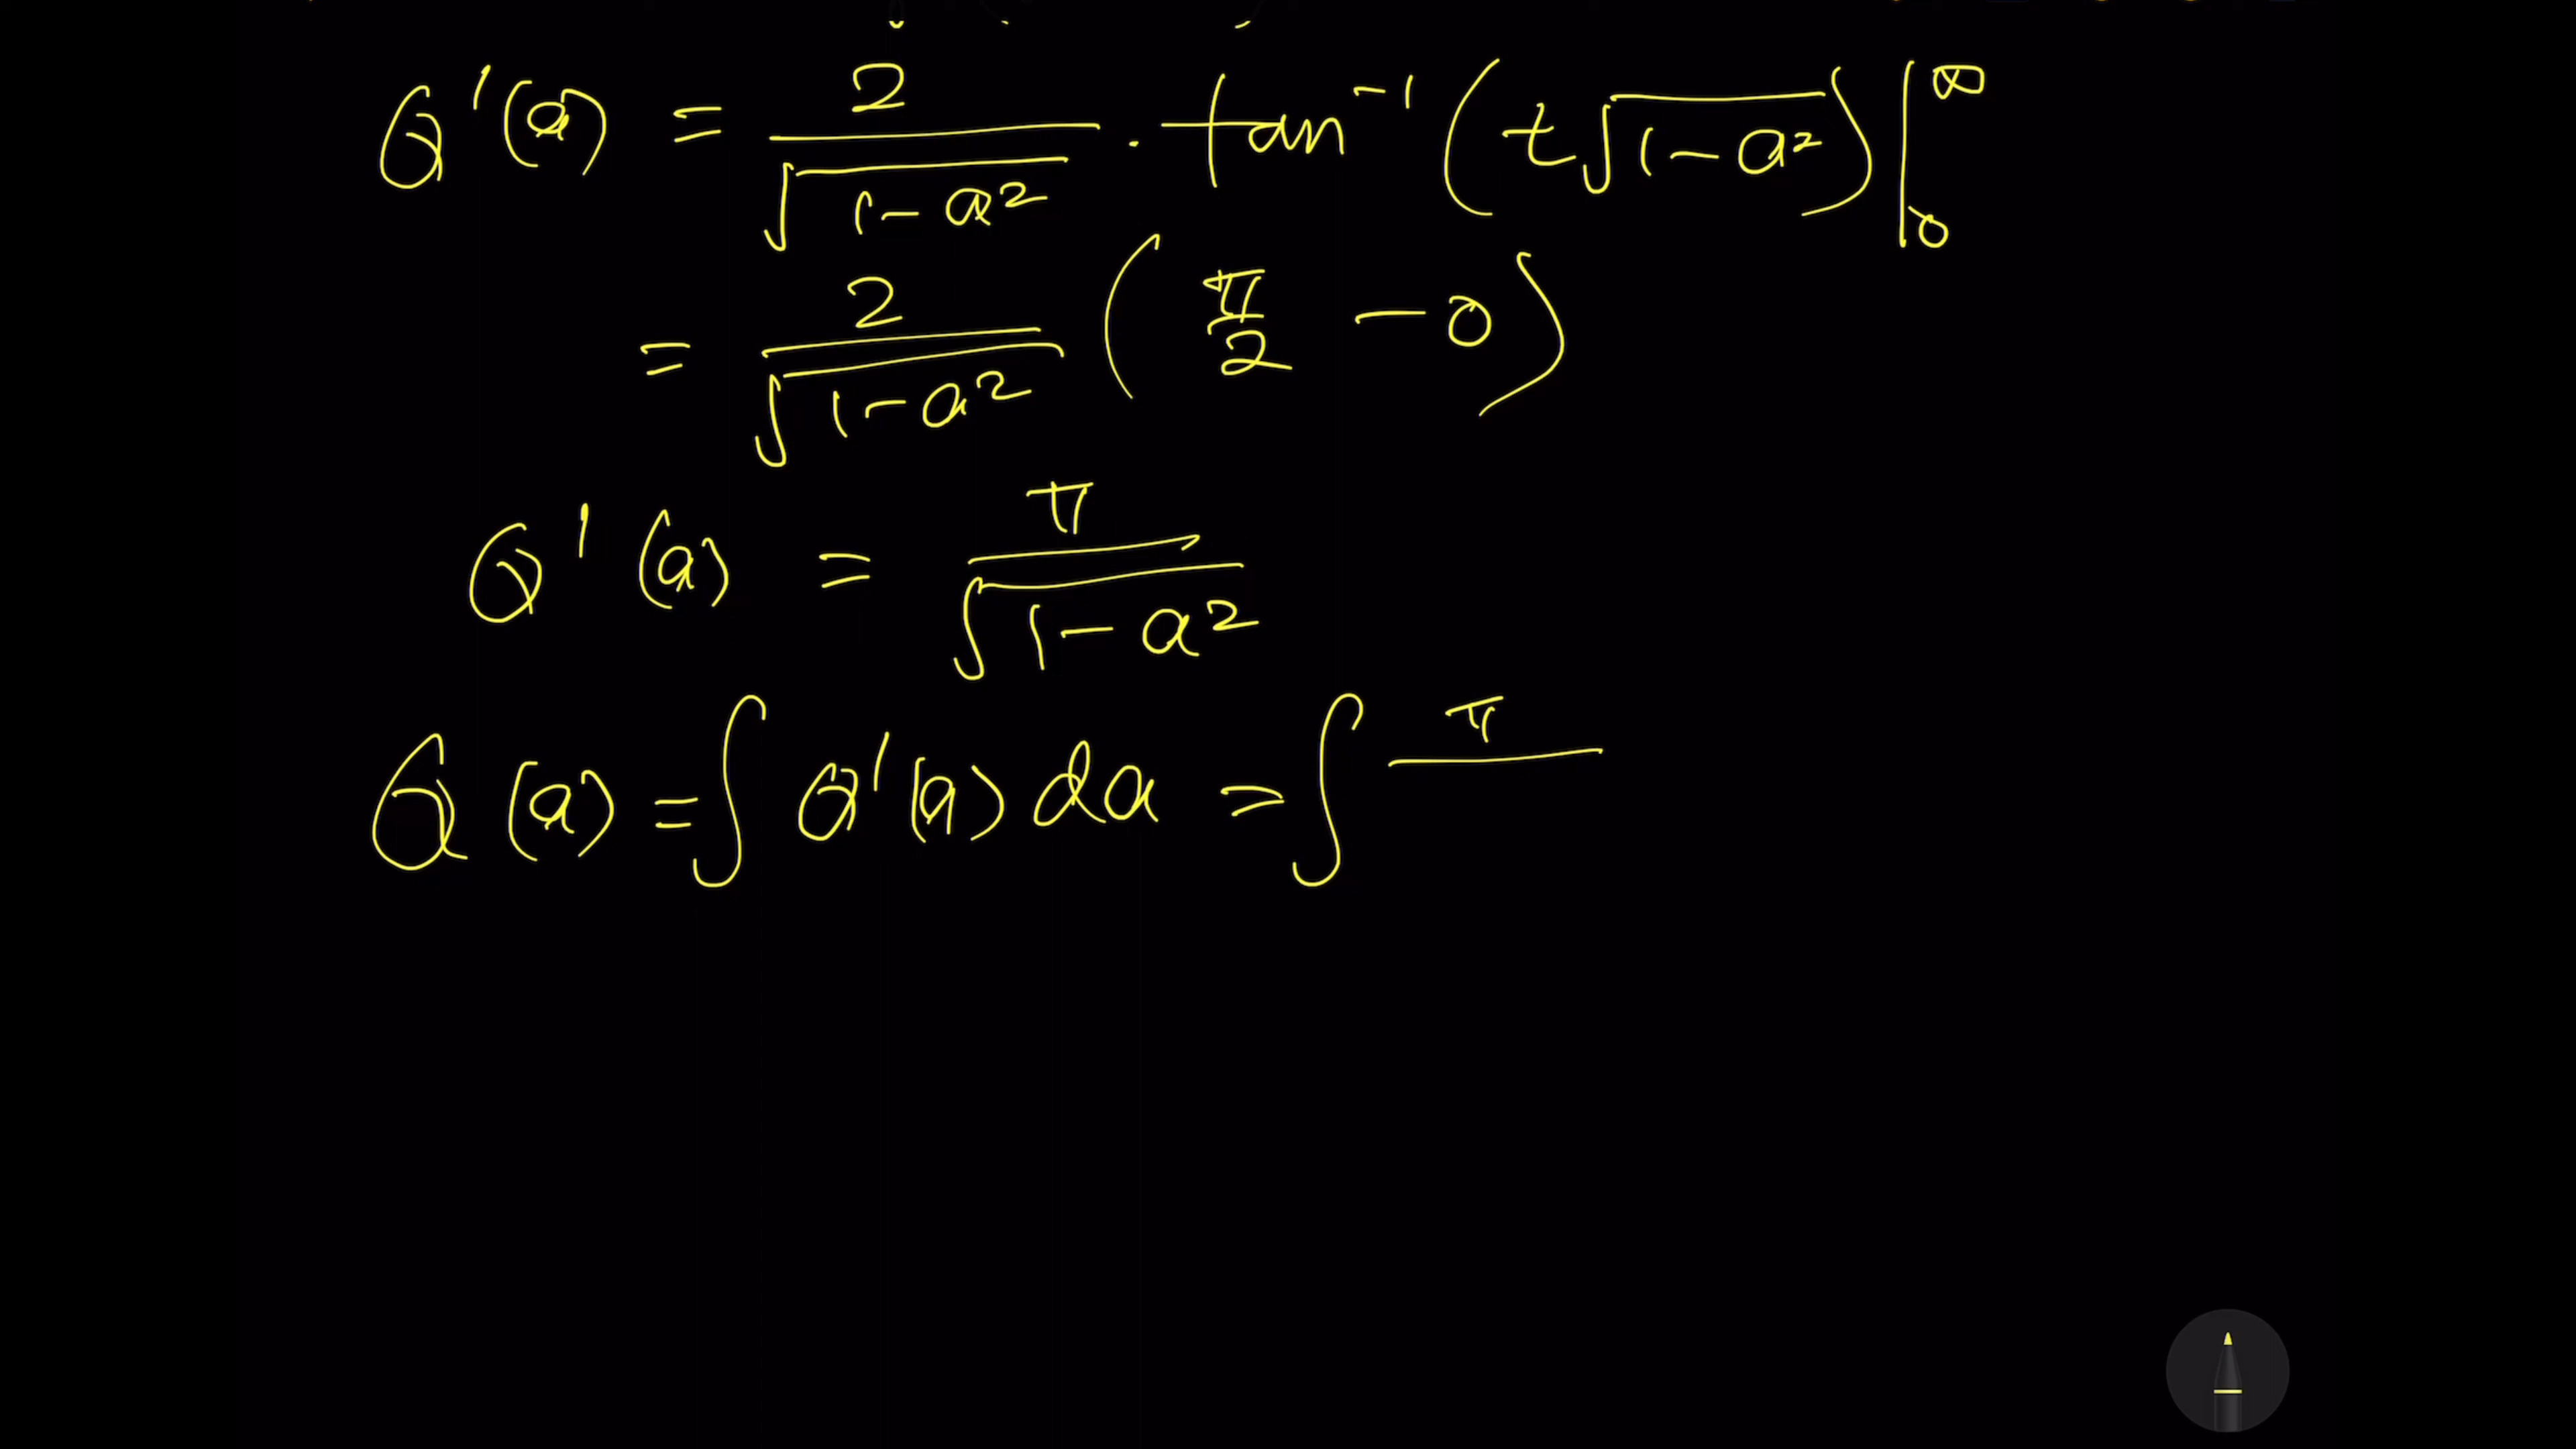 Q'(a) = 2/√(1-a²) · tan⁻¹(t√(1-a²)) |₀^∞
= 2/√(1-a²) (π/2 - 0)
Q'(a) = π/√(1-a²)
Q(a) = ∫ Q'(a) da = ∫ π/